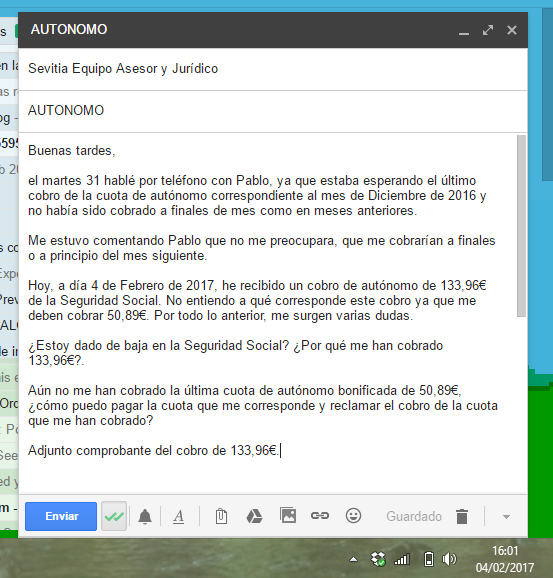 AUTONOMO
Sevitia Equipo Asesor y Jurídico
AUTONOMO
Buenas tardes,
el martes 31 hablé por teléfono con Pablo, ya que estaba esperando el último
cobro de la cuota de autónomo correspondiente al mes de Diciembre de 2016 y
no había sido cobrado a finales de mes como en meses anteriores.
Me estuvo comentando Pablo que no me preocupara, que me cobrarían a finales
o a principio del mes siguiente.
Hoy, a día 4 de Febrero de 2017, he recibido un cobro de autónomo de 133,96€
de la Seguridad Social. No entiendo a qué corresponde este cobro ya que me
deben cobrar 50,89€. Por todo lo anterior, me surgen varias dudas.
¿Estoy dado de baja en la Seguridad Social? ¿Por qué me han cobrado
133,96€?.
Aún no me han cobrado la última cuota de autónomo bonificada de 50,89€,
¿cómo puedo pagar la cuota que me corresponde y reclamar el cobro de la cuota
que me han cobrado?
Adjunto comprobante del cobro de 133,96€.
Enviar
A
Guardado
16:01
04/02/2017